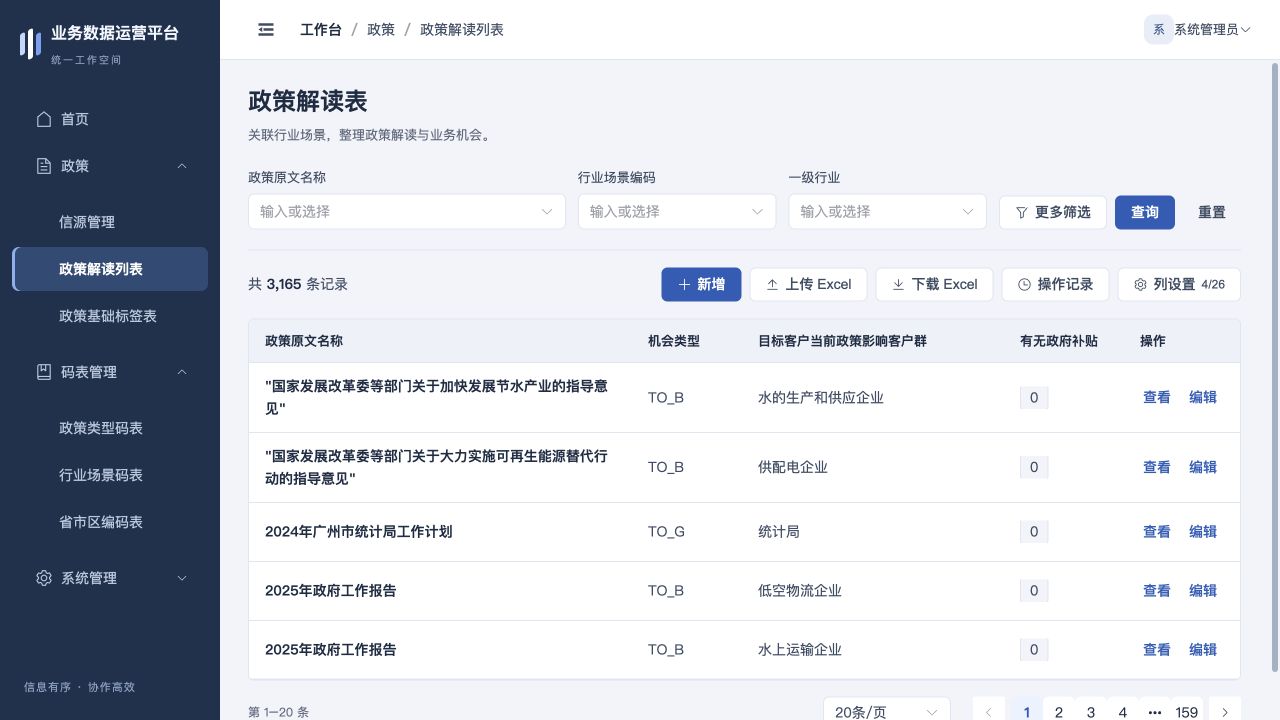 业务数据运营平台
统一工作空间
首页
政策
信源管理
政策解读列表
政策基础标签表
码表管理
政策类型码表
行业场景码表
省市区编码表
系统管理
信息有序 · 协作高效
工作台 / 政策 / 政策解读列表
系 系统管理员
政策解读表
关联行业场景，整理政策解读与业务机会。
政策原文名称 行业场景编码 一级行业
输入或选择 输入或选择 输入或选择 更多筛选 查询 重置
共 3,165 条记录 新增 上传 Excel 下载 Excel 操作记录 列设置 4/26
政策原文名称 机会类型 目标客户当前政策影响客户群 有无政府补贴 操作
"国家发展改革委等部门关于加快发展节水产业的指导意
见" TO_B 水的生产和供应企业 0 查看 编辑
"国家发展改革委等部门关于大力实施可再生能源替代行
动的指导意见" TO_B 供配电企业 0 查看 编辑
2024年广州市统计局工作计划 TO_G 统计局 0 查看 编辑
2025年政府工作报告 TO_B 低空物流企业 0 查看 编辑
2025年政府工作报告 TO_B 水上运输企业 0 查看 编辑
第 1—20 条 20条/页 1 2 3 4 ••• 159